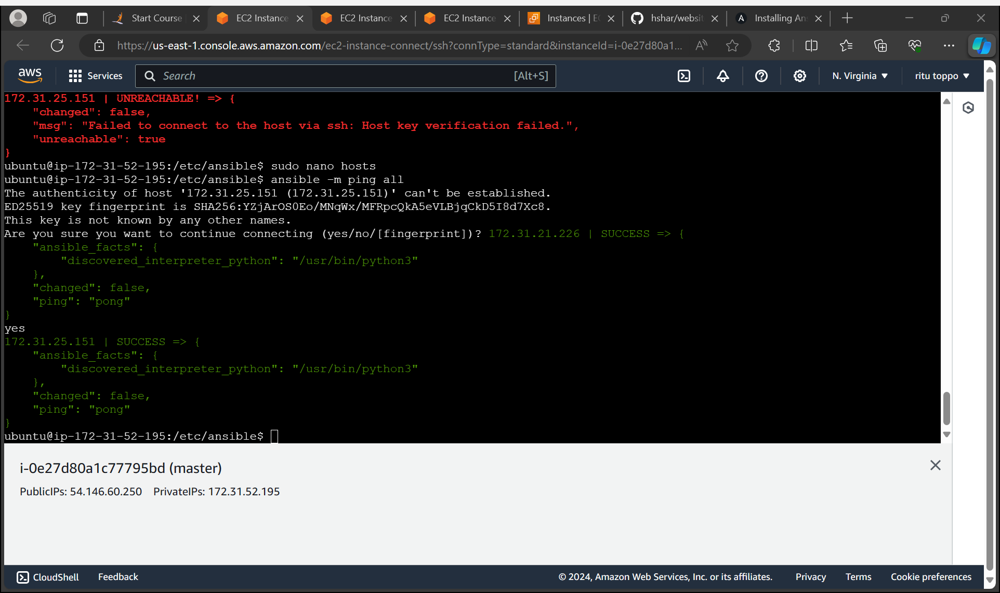 Start Course
EC2 Instance
EC2 Instance
EC2 Instance
Instances | EC
hshar/websit
Installing An
https://us-east-1.console.aws.amazon.com/ec2-instance-connect/ssh?connType=standard&instanceId=i-0e27d80a1...
aws
Services
Search
[Alt+S]
N. Virginia
ritu toppo
172.31.25.151 | UNREACHABLE! => {
    "changed": false,
    "msg": "Failed to connect to the host via ssh: Host key verification failed.",
    "unreachable": true
}
ubuntu@ip-172-31-52-195:/etc/ansible$ sudo nano hosts
ubuntu@ip-172-31-52-195:/etc/ansible$ ansible -m ping all
The authenticity of host '172.31.25.151 (172.31.25.151)' can't be established.
ED25519 key fingerprint is SHA256:YZjArOS0Eo/MNqWx/MFRpcQkA5eVLBjqCkD5I8d7Xc8.
This key is not known by any other names.
Are you sure you want to continue connecting (yes/no/[fingerprint])? 172.31.21.226 | SUCCESS => {
    "ansible_facts": {
        "discovered_interpreter_python": "/usr/bin/python3"
    },
    "changed": false,
    "ping": "pong"
}
yes
172.31.25.151 | SUCCESS => {
    "ansible_facts": {
        "discovered_interpreter_python": "/usr/bin/python3"
    },
    "changed": false,
    "ping": "pong"
}
ubuntu@ip-172-31-52-195:/etc/ansible$
i-0e27d80a1c77795bd (master)
PublicIPs: 54.146.60.250 PrivateIPs: 172.31.52.195
CloudShell
Feedback
© 2024, Amazon Web Services, Inc. or its affiliates.
Privacy
Terms
Cookie preferences